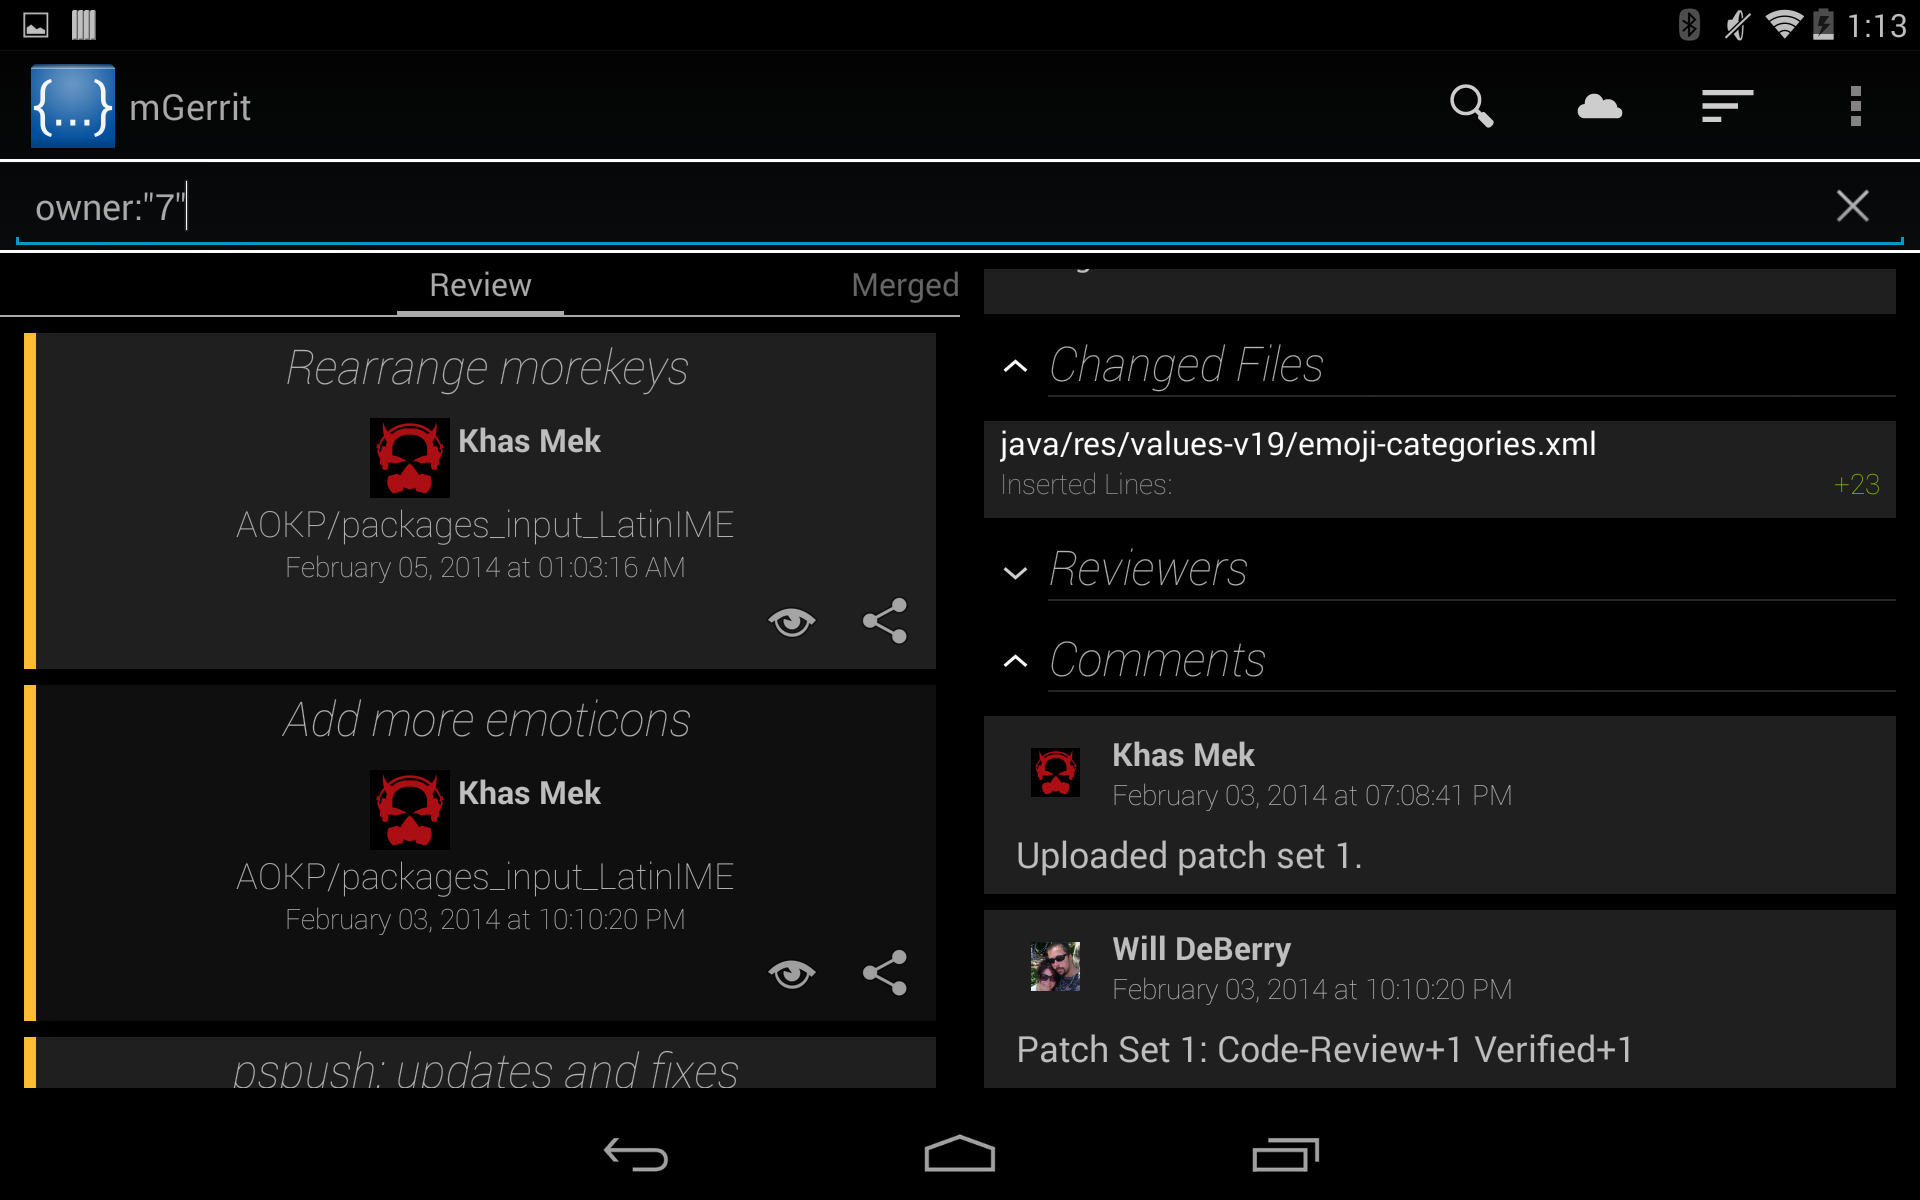 1:13
{...} mGerrit
owner:"7"
Review
Merged
Rearrange morekeys
Khas Mek
AOKP/packages_input_LatinIME
February 05, 2014 at 01:03:16 AM
Add more emoticons
Khas Mek
AOKP/packages_input_LatinIME
February 03, 2014 at 10:10:20 PM
pspush: updates and fixes
Changed Files
java/res/values-v19/emoji-categories.xml
Inserted Lines: +23
Reviewers
Comments
Khas Mek
February 03, 2014 at 07:08:41 PM
Uploaded patch set 1.
Will DeBerry
February 03, 2014 at 10:10:20 PM
Patch Set 1: Code-Review+1 Verified+1